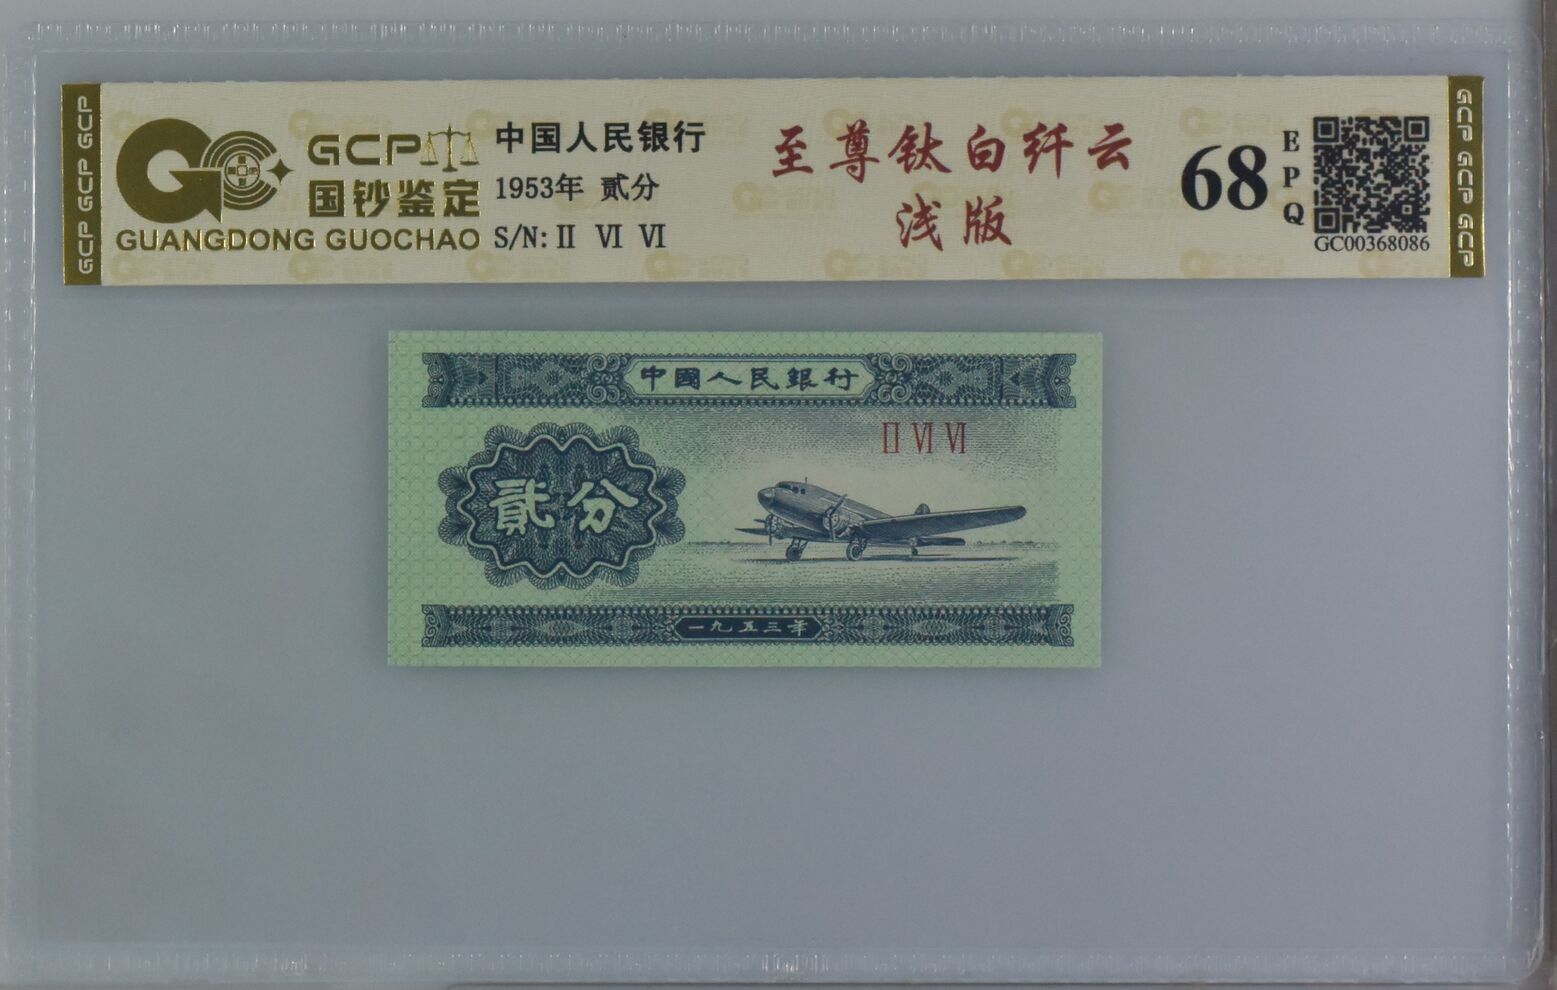 GCP
国钞鉴定
GUANGDONG GUOCHAO
中国人民银行
1953年 贰分
S/N: II VI VI
至尊钛白纤云
浅版
68
EPQ
GC00368086
GCP GCP GCP
GCP GCP GCP
中國人民銀行
II VI VI
貳分
一九五三年